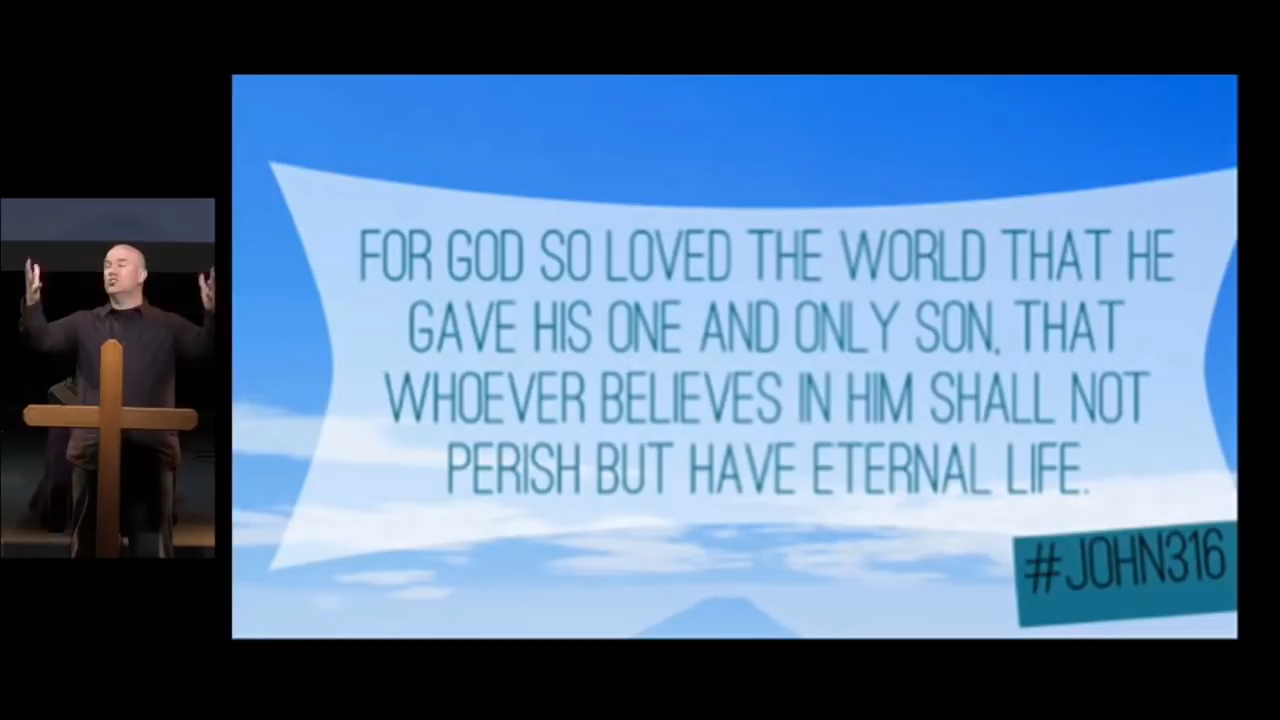 FOR GOD SO LOVED THE WORLD THAT HE
GAVE HIS ONE AND ONLY SON, THAT
WHOEVER BELIEVES IN HIM SHALL NOT
PERISH BUT HAVE ETERNAL LIFE.
#JOHN316